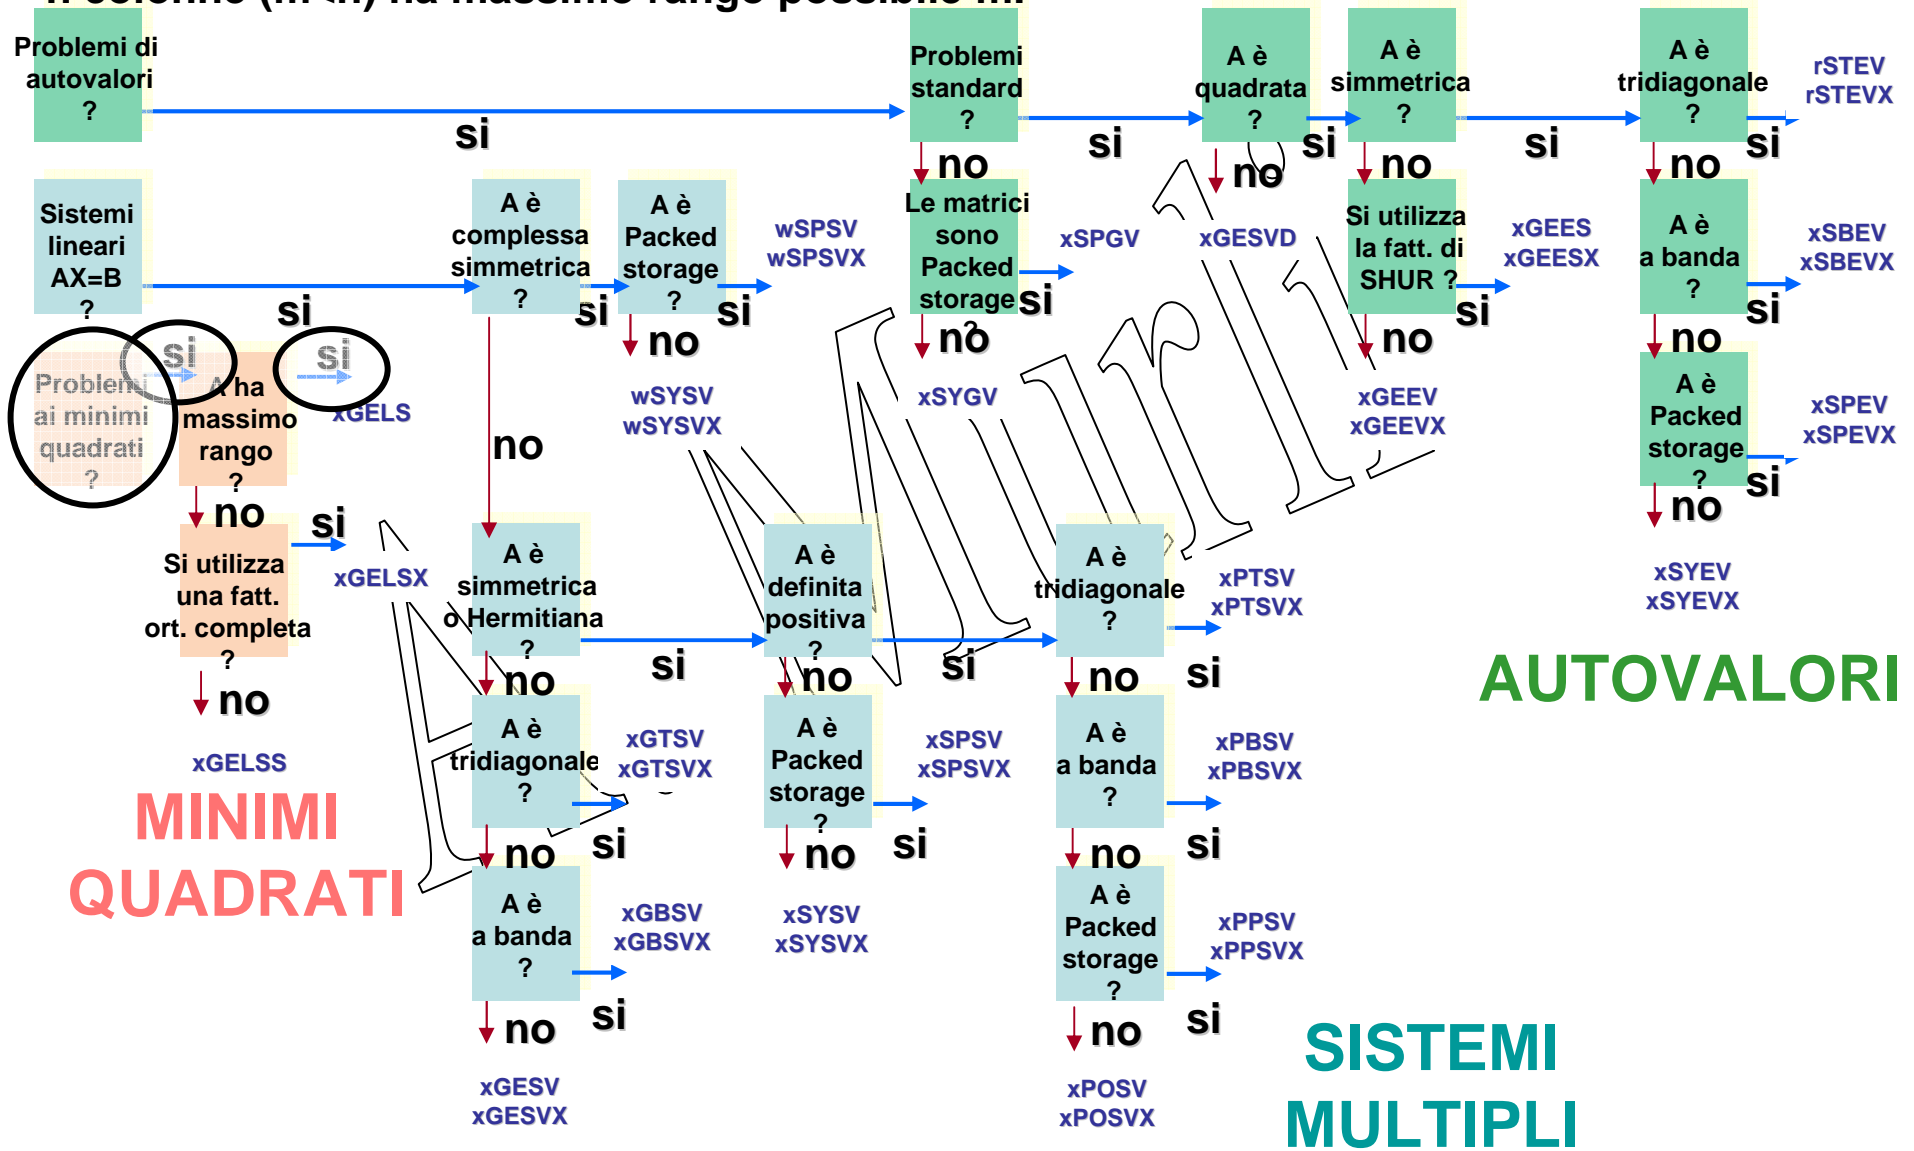 n colonne (m<n) ha massimo rango possibile m.
Problemi di
autovalori
?
si
Problemi
standard
?
si
A è
quadrata
?
si
A è
simmetrica
?
si
A è
tridiagonale
?
si
rSTEV
rSTEVX
no
no
no
no
Sistemi
lineari
AX=B
?
si
A è
complessa
simmetrica
?
si
A è
Packed
storage
?
si
wSPSV
wSPSVX
no
wSYSV
wSYSVX
Le matrici
sono
Packed
storage
?
si
xSPGV
no
xSYGV
xGESVD
Si utilizza
la fatt. di
SHUR ?
si
xGEES
xGEESX
no
xGEEV
xGEEVX
A è
a banda
?
si
xSBEV
xSBEVX
no
A è
Packed
storage
?
si
xSPEV
xSPEVX
no
xSYEV
xSYEVX
AUTOVALORI
Problemi
ai minimi
quadrati
?
si
A ha
massimo
rango
?
si
xGELS
no
Si utilizza
una fatt.
ort. completa
?
si
xGELSX
no
xGELSS
MINIMI
QUADRATI
no
A è
simmetrica
o Hermitiana
?
si
A è
definita
positiva
?
si
A è
tridiagonale
?
si
xPTSV
xPTSVX
no
no
no
A è
tridiagonale
?
si
xGTSV
xGTSVX
A è
Packed
storage
?
si
xSPSV
xSPSVX
A è
a banda
?
si
xPBSV
xPBSVX
no
no
no
A è
a banda
?
si
xGBSV
xGBSVX
xSYSV
xSYSVX
A è
Packed
storage
?
si
xPPSV
xPPSVX
no
no
xGESV
xGESVX
xPOSV
xPOSVX
SISTEMI
MULTIPLI
A. Murli